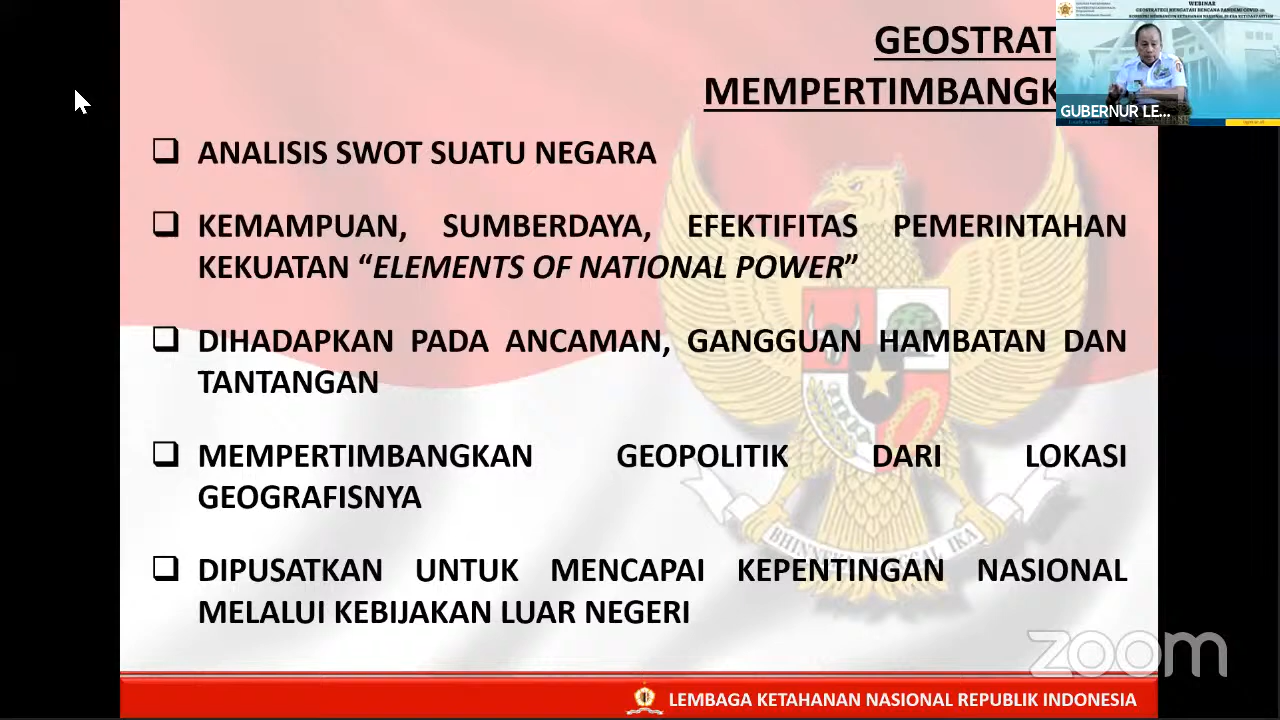 GEOSTRAT
MEMPERTIMBANGK
WEBINAR
GUBERNUR LE...
ANALISIS SWOT SUATU NEGARA
KEMAMPUAN, SUMBERDAYA, EFEKTIFITAS PEMERINTAHAN
KEKUATAN “ELEMENTS OF NATIONAL POWER”
DIHADAPKAN PADA ANCAMAN, GANGGUAN HAMBATAN DAN
TANTANGAN
MEMPERTIMBANGKAN GEOPOLITIK DARI LOKASI
GEOGRAFISNYA
DIPUSATKAN UNTUK MENCAPAI KEPENTINGAN NASIONAL
MELALUI KEBIJAKAN LUAR NEGERI
zoom
LEMBAGA KETAHANAN NASIONAL REPUBLIK INDONESIA